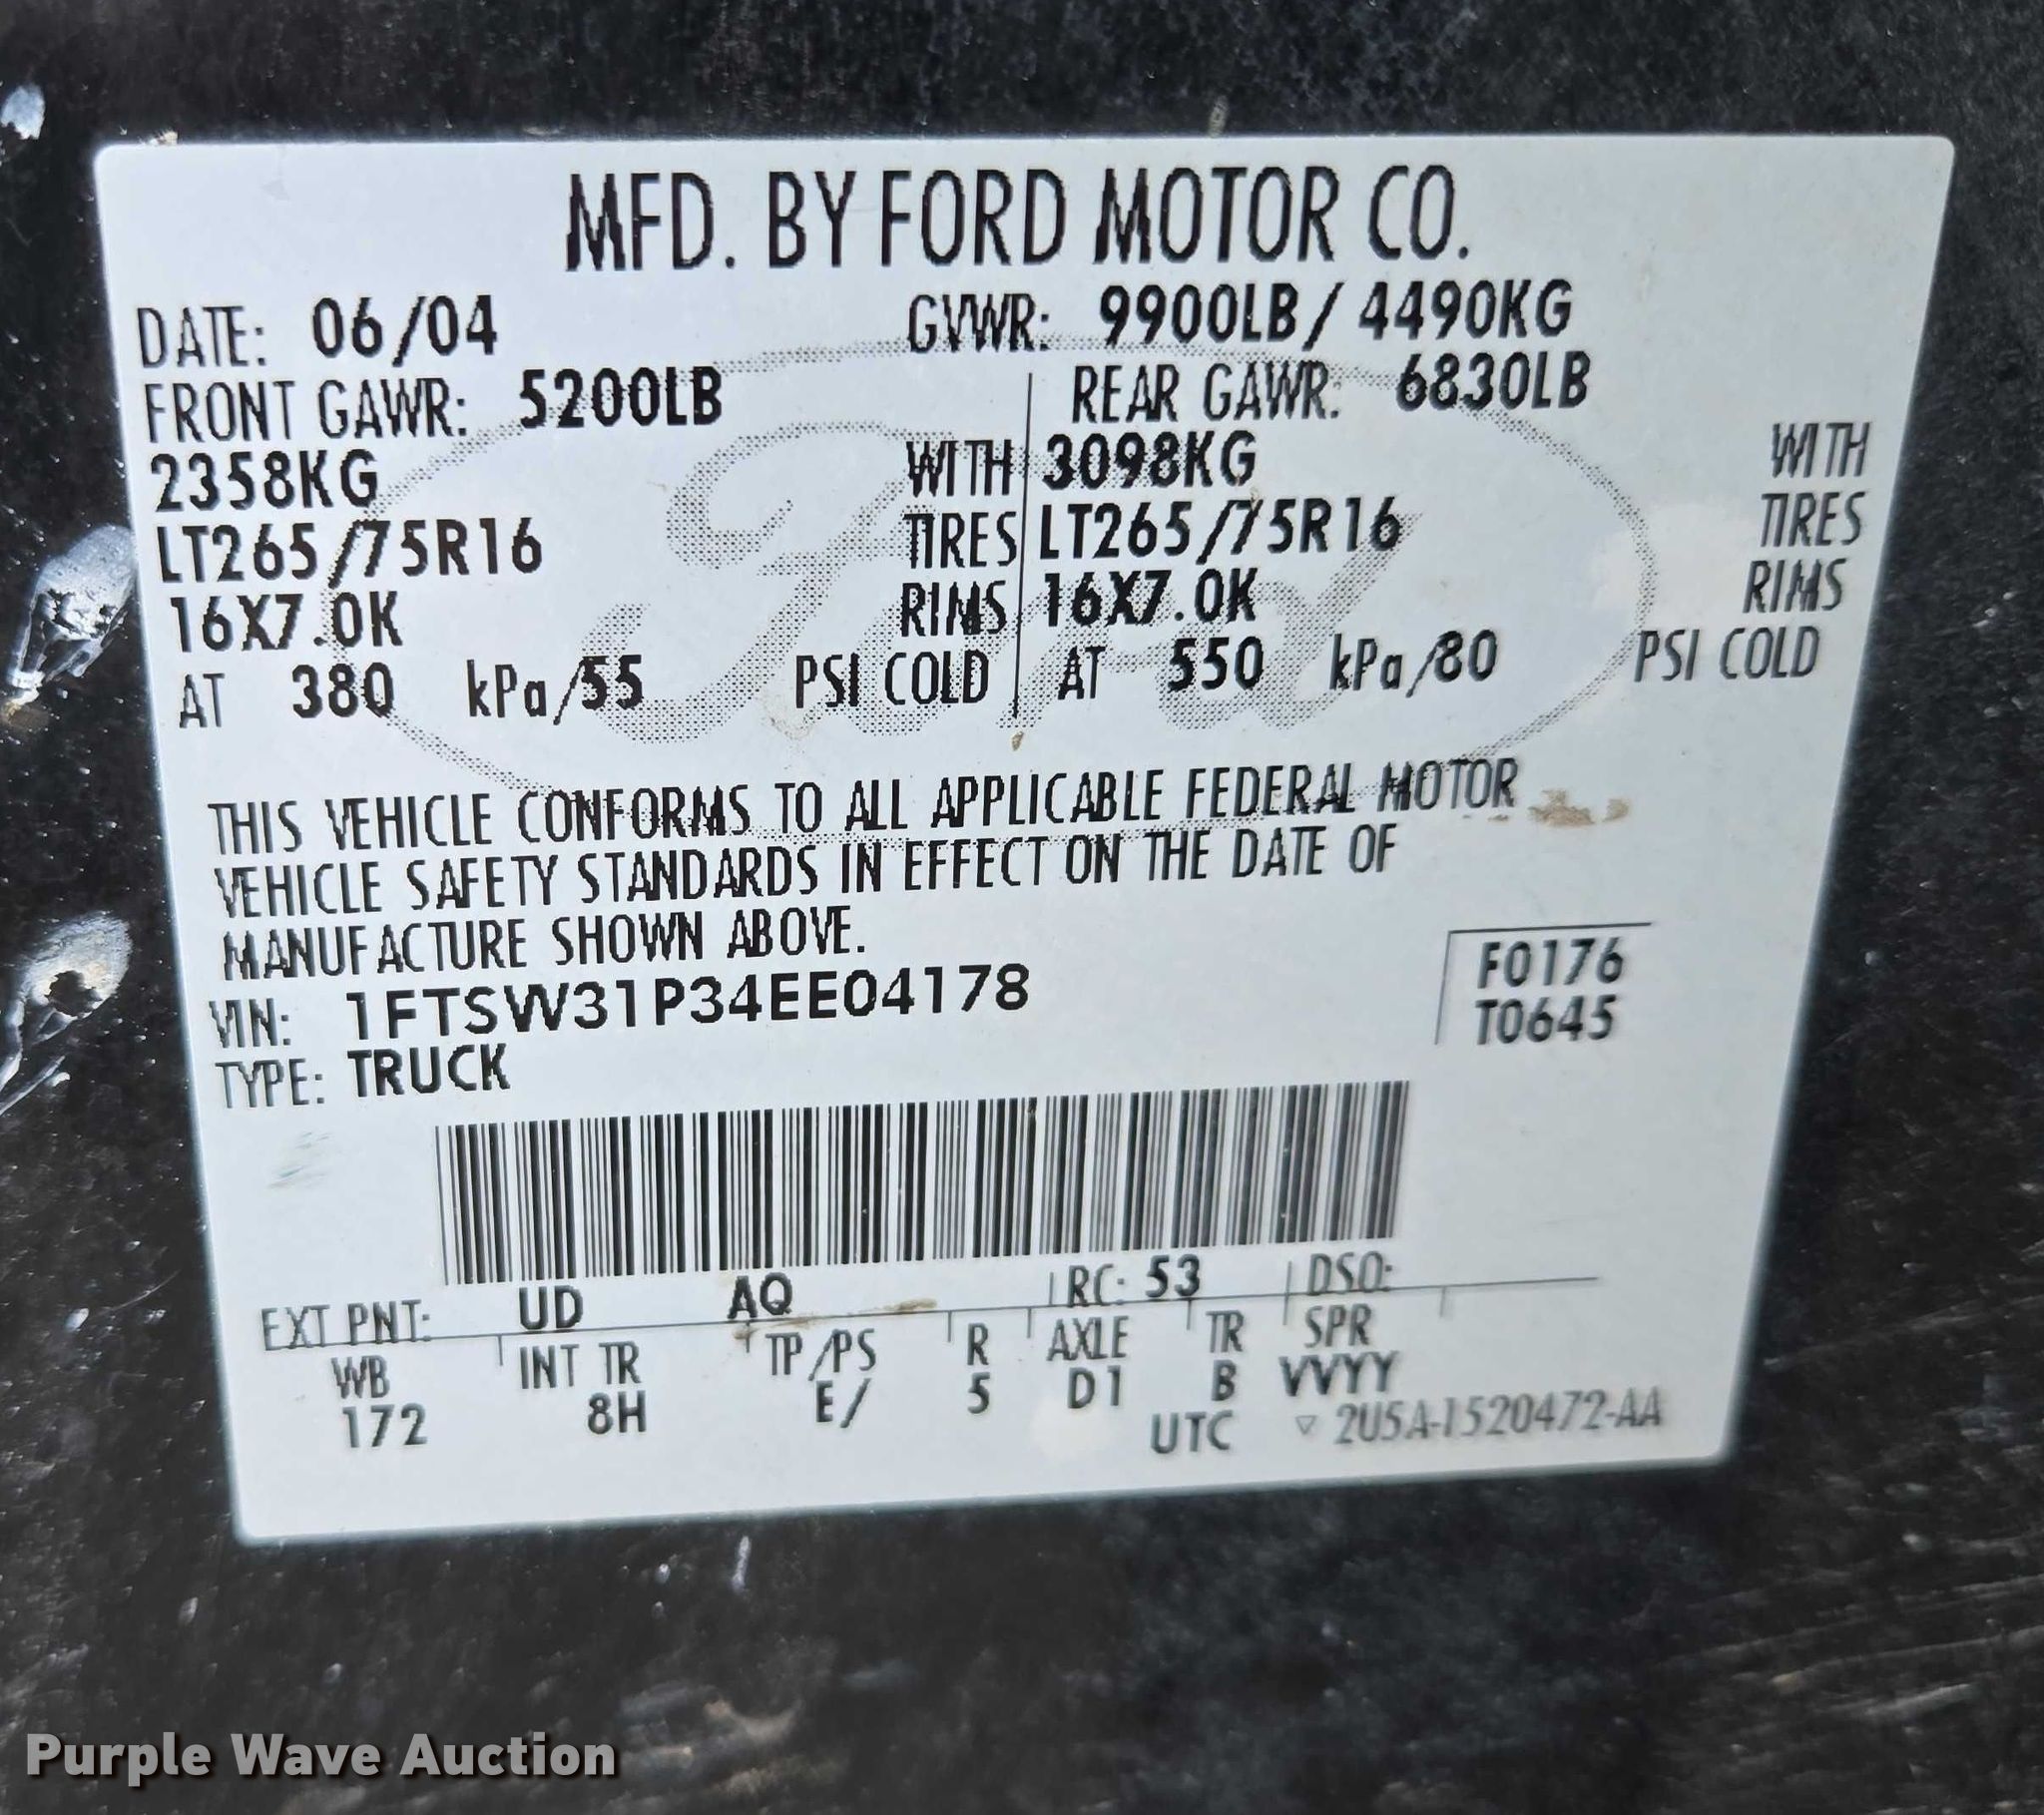 MFD. BY FORD MOTOR CO.
DATE: 06/04 GVWR: 9900LB/ 4490KG
FRONT GAWR: 5200LB REAR GAWR: 6830LB
2358KG WITH 3098KG WITH
LT265/75R16 TIRES LT265/75R16 TIRES
16X7.0K RIMS 16X7.0K RIMS
AT 380 kPa/55 PSI COLD AT 550 kPa/80 PSI COLD
Ford
THIS VEHICLE CONFORMS TO ALL APPLICABLE FEDERAL MOTOR
VEHICLE SAFETY STANDARDS IN EFFECT ON THE DATE OF
MANUFACTURE SHOWN ABOVE.
VIN: 1FTSW31P34EE04178
TYPE: TRUCK
F0176
T0645
EXT PNT: UD AQ RC: 53 DSO:
WB INT TR TP/PS R AXLE TR SPR
172 8H E/ 5 D1 B VVYY
UTC ▽ 2U5A-1520472-AA
Purple Wave Auction